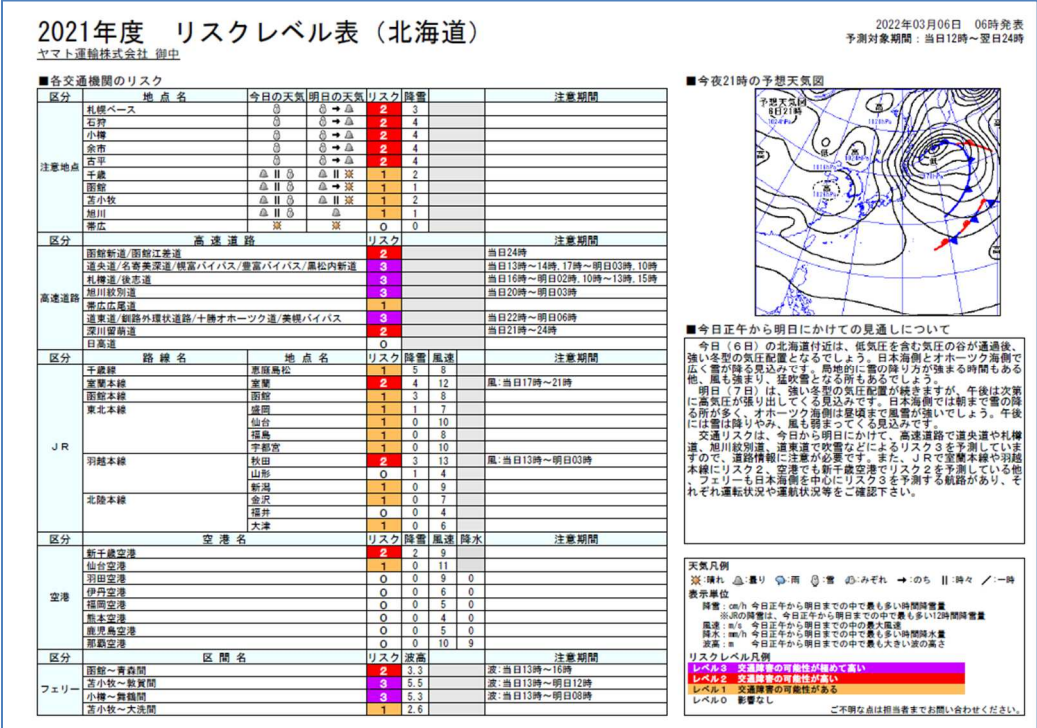 2021年度 リスクレベル表（北海道）
ヤマト運輸株式会社 御中
2022年03月06日 06時発表
予測対象期間：当日12時～翌日24時
■各交通機関のリスク
区分 地点名 今日の天気 明日の天気 リスク 降雪 注意期間
注意地点
札幌ベース 2 3
石狩 2 4
小樽 2 4
余市 2 4
古平 2 4
千歳 1 2
函館 1 1
苫小牧 1 2
旭川 1 1
帯広 0 0
区分 高速道路 リスク 注意期間
高速道路
函館新道/函館江差道 2 当日24時
道央道/名寄美深道/幌富バイパス/豊富バイパス/黒松内新道 3 当日13時～14時,17時～明日03時,10時
札樽道/後志道 3 当日16時～明日02時,10時～13時,15時
旭川紋別道 3 当日20時～明日03時
帯広広尾道 1
道東道/釧路外環状道路/十勝オホーツク道/美幌バイパス 3 当日22時～明日06時
深川留萌道 2 当日21時～24時
日高道 0
区分 路線名 地点名 リスク 降雪 風速 注意期間
JR
千歳線 恵庭島松 1 5 8
室蘭本線 室蘭 2 4 12 風:当日17時～21時
函館本線 函館 1 3 8
東北本線 盛岡 1 1 7
仙台 1 0 10
福島 1 0 8
宇都宮 1 0 10
羽越本線 秋田 2 3 13 風:当日13時～明日03時
山形 0 1 4
新潟 1 0 9
北陸本線 金沢 1 0 7
福井 0 0 4
大津 1 0 6
区分 空港名 リスク 降雪 風速 降水 注意期間
空港
新千歳空港 2 2 9
仙台空港 1 0 11
羽田空港 0 0 9 0
伊丹空港 0 0 6 0
福岡空港 0 0 5 0
熊本空港 0 0 4 0
鹿児島空港 0 0 5 0
那覇空港 0 0 10 9
区分 区間名 リスク 波高 注意期間
フェリー
函館～青森間 2 3.3 波:当日13時～16時
苫小牧～敦賀間 3 5.5 波:当日13時～明日12時
小樽～舞鶴間 3 5.3 波:当日13時～明日08時
苫小牧～大洗間 1 2.6
■今夜21時の予想天気図
予想天気図
6日21時
高
低
高
低
高
高
■今日正午から明日にかけての見通しについて
今日（６日）の北海道付近は、低気圧を含む気圧の谷が通過後、
強い冬型の気圧配置となるでしょう。日本海側とオホーツク海側で
広く雪が降る見込みです。局地的に雪の降り方が強まる時間もある
他、風も強まり、猛吹雪となる所もあるでしょう。
明日（７日）は、強い冬型の気圧配置が続きますが、午後は次第
に高気圧が張り出してくる見込みです。日本海側では朝まで雪の降
る所が多く、オホーツク海側は昼頃まで風雪が強いでしょう。午後
には雪は降りやみ、風も弱まってくる見込みです。
交通リスクは、今日から明日にかけて、高速道路で道央道や札樽
道、旭川紋別道、道東道で吹雪などによるリスク３を予測していま
すので、道路情報に注意が必要です。また、ＪＲで室蘭本線や羽越
本線にリスク２、空港でも新千歳空港でリスク２を予測している他
、フェリーも日本海側を中心にリスク３を予測する航路があり、そ
れぞれ運転状況や運航状況等をご確認下さい。
天気凡例
:晴れ :曇り :雨 :雪 :みぞれ →:のち ||:時々 ／:一時
表示単位
降雪：cm/h 今日正午から明日までの中で最も多い時間降雪量
※JRの降雪は、今日正午から明日までの中で最も多い12時間降雪量
風速：m/s 今日正午から明日までの中の最大風速
降水：mm/h 今日正午から明日までの中で最も多い時間降水量
波高：m 今日正午から明日までの中で最も大きい波の高さ
リスクレベル凡例
レベル3 交通障害の可能性が極めて高い
レベル2 交通障害の可能性が高い
レベル1 交通障害の可能性がある
レベル0 影響なし
ご不明な点は担当者までお問い合わせください。